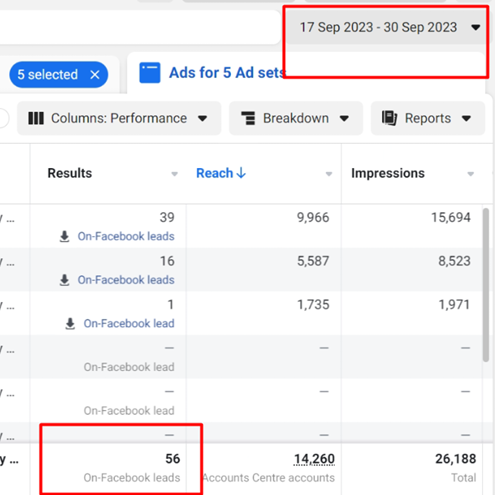 17 Sep 2023 - 30 Sep 2023
5 selected
Ads for 5 Ad sets
Columns: Performance
Breakdown
Reports
Results Reach Impressions
y ... 39 9,966 15,694
On-Facebook leads
y ... 16 5,587 8,523
On-Facebook leads
y ... 1 1,735 1,971
On-Facebook lead
y ... — — —
On-Facebook lead
y ... — — —
On-Facebook lead
y ... — — —
y ... 56 14,260 26,188
On-Facebook leads Accounts Centre accounts Total